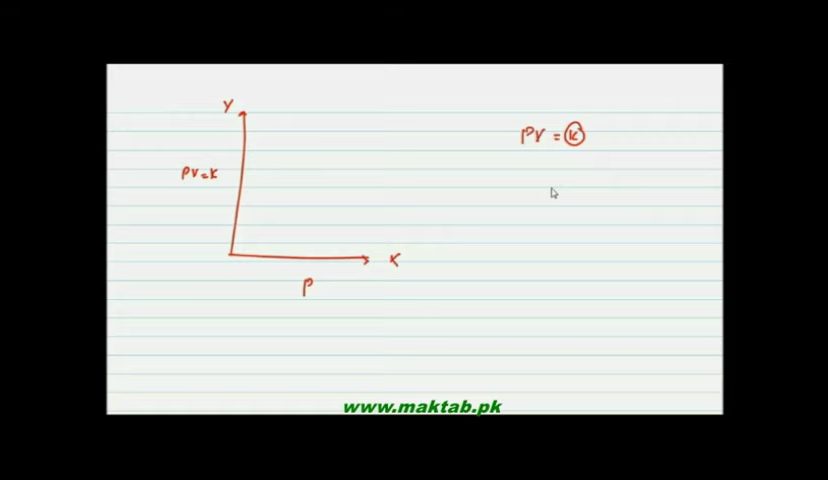 Y
PV = K
PV = K
X
P
www.maktab.pk